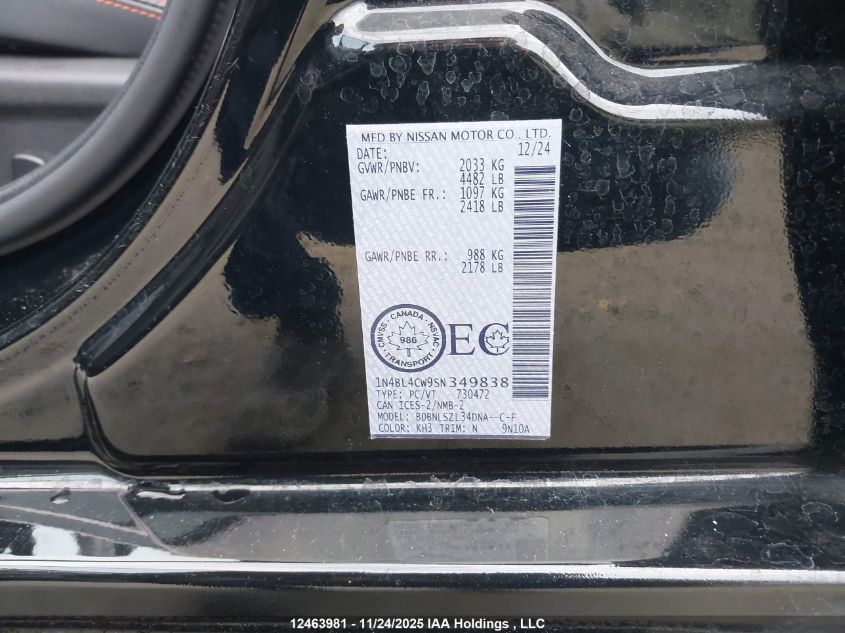 MFD BY NISSAN MOTOR CO., LTD.
DATE: 12/24
GVWR/PNBV: 2033 KG
4482 LB
GAWR/PNBE FR.: 1097 KG
2418 LB
GAWR/PNBE RR.: 988 KG
2178 LB
CMVSS · CANADA · NSVAC
986
TRANSPORT
EC
1N4BL4CW9SN349838
TYPE: PC/VT 730472
CAN ICES-2/NMB-2
MODEL: BDBNLSZL34DNA--C-F
COLOR: KH3 TRIM: N 9N10A
12463981 - 11/24/2025 IAA Holdings , LLC